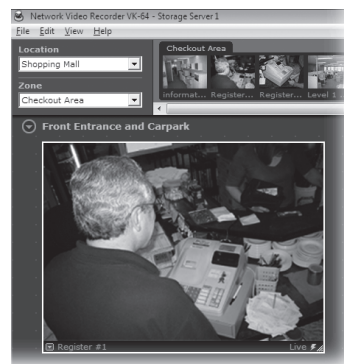 Network Video Recorder VK-64 - Storage Server 1
File Edit View Help
Location
Shopping Mall
Zone
Checkout Area
Checkout Area
informat... Register... Register... Level 1
Front Entrance and Carpark
Register #1 Live